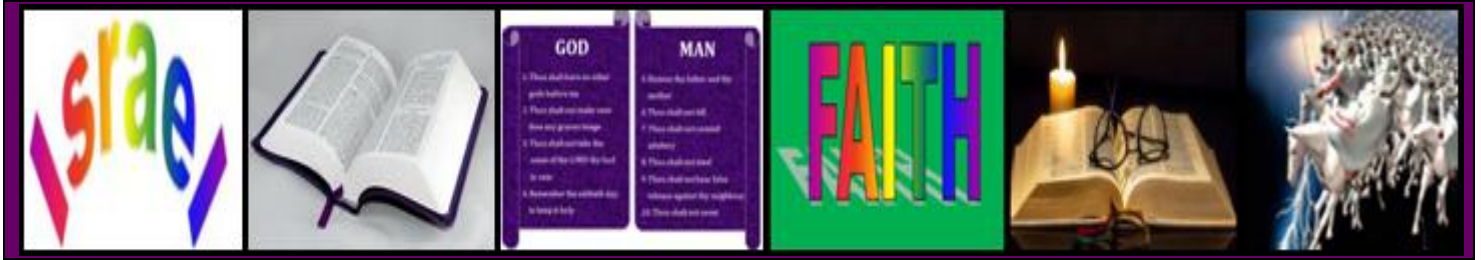 Israel
GOD
1. Thou shalt have no other
gods before me
2. Thou shalt not make unto
thee any graven image
3. Thou shalt not take the
name of the LORD thy God
in vain
4. Remember the sabbath day
to keep it holy
MAN
5. Honour thy father and thy
mother
6. Thou shalt not kill
7. Thou shalt not commit
adultery
8. Thou shalt not steal
9. Thou shalt not bear false
witness against thy neighbour
10. Thou shalt not covet
FAITH